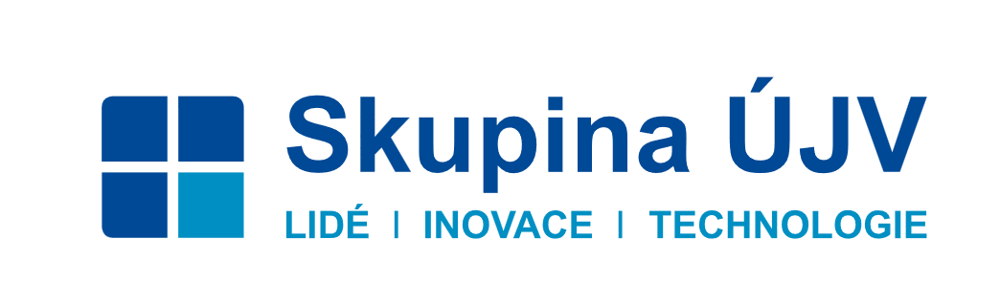 Skupina ÚJV
LIDÉ | INOVACE | TECHNOLOGIE